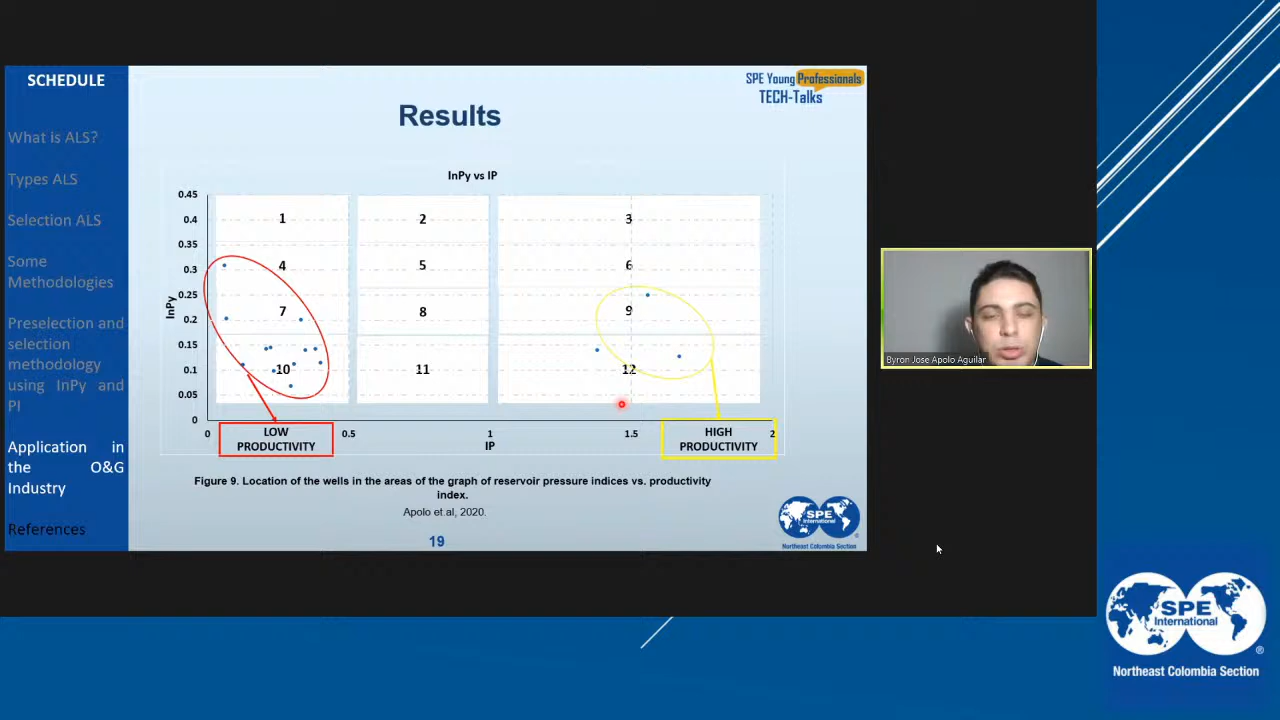 SCHEDULE
What is ALS?
Types ALS
Selection ALS
Some
Methodologies
Preselection and
selection
methodology
using InPy and
PI
Application in
the O&G
Industry
References
SPE Young Professionals
TECH-Talks
Results
InPy vs IP
0.45
0.4
0.35
0.3
0.25
0.2
0.15
0.1
0.05
0
InPy
1
2
3
4
5
6
7
8
9
10
11
12
0
0.5
1
1.5
2
IP
LOW
PRODUCTIVITY
HIGH
PRODUCTIVITY
Figure 9. Location of the wells in the areas of the graph of reservoir pressure indices vs. productivity
index.
Apolo et.al, 2020.
19
SPE
International
®
Northeast Colombia Section
Byron Jose Apolo Aguilar
SPE
International
®
Northeast Colombia Section